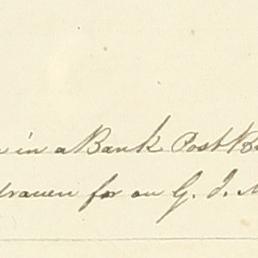 in a Bank Post
drawn for on G. J.